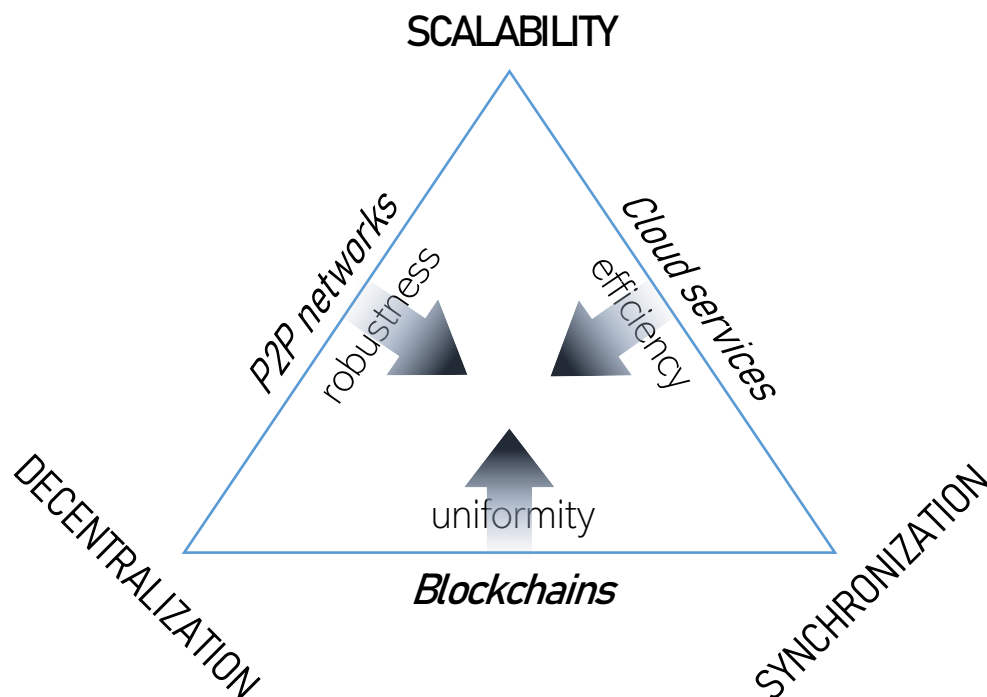 SCALABILITY
P2P networks
robustness
efficiency
Cloud services
uniformity
Blockchains
DECENTRALIZATION
SYNCHRONIZATION